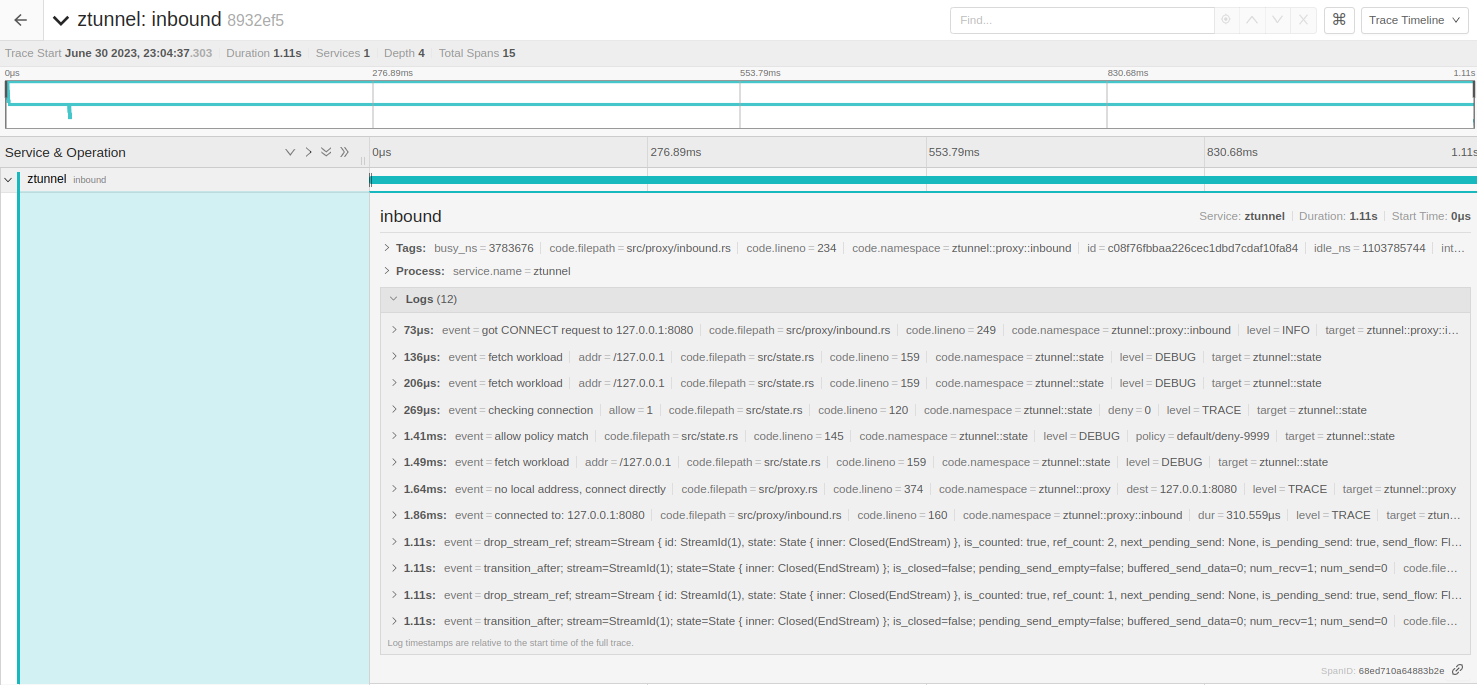 ztunnel: inbound 8932ef5 Find... ⌘ Trace Timeline
Trace Start June 30 2023, 23:04:37.303 Duration 1.11s Services 1 Depth 4 Total Spans 15
0μs 276.89ms 553.79ms 830.68ms 1.11s
Service & Operation 0μs 276.89ms 553.79ms 830.68ms 1.11s
ztunnel inbound
inbound Service: ztunnel Duration: 1.11s Start Time: 0μs
Tags: busy_ns = 3783676 code.filepath = src/proxy/inbound.rs code.lineno = 234 code.namespace = ztunnel::proxy::inbound id = c08f76fbbaa226cec1dbd7cdaf10fa84 idle_ns = 1103785744 int...
Process: service.name = ztunnel
Logs (12)
73μs: event = got CONNECT request to 127.0.0.1:8080 code.filepath = src/proxy/inbound.rs code.lineno = 249 code.namespace = ztunnel::proxy::inbound level = INFO target = ztunnel::proxy::i...
136μs: event = fetch workload addr = /127.0.0.1 code.filepath = src/state.rs code.lineno = 159 code.namespace = ztunnel::state level = DEBUG target = ztunnel::state
206μs: event = fetch workload addr = /127.0.0.1 code.filepath = src/state.rs code.lineno = 159 code.namespace = ztunnel::state level = DEBUG target = ztunnel::state
269μs: event = checking connection allow = 1 code.filepath = src/state.rs code.lineno = 120 code.namespace = ztunnel::state deny = 0 level = TRACE target = ztunnel::state
1.41ms: event = allow policy match code.filepath = src/state.rs code.lineno = 145 code.namespace = ztunnel::state level = DEBUG policy = default/deny-9999 target = ztunnel::state
1.49ms: event = fetch workload addr = /127.0.0.1 code.filepath = src/state.rs code.lineno = 159 code.namespace = ztunnel::state level = DEBUG target = ztunnel::state
1.64ms: event = no local address, connect directly code.filepath = src/proxy.rs code.lineno = 374 code.namespace = ztunnel::proxy dest = 127.0.0.1:8080 level = TRACE target = ztunnel::proxy
1.86ms: event = connected to: 127.0.0.1:8080 code.filepath = src/proxy/inbound.rs code.lineno = 160 code.namespace = ztunnel::proxy::inbound dur = 310.559μs level = TRACE target = ztun...
1.11s: event = drop_stream_ref; stream=Stream { id: StreamId(1), state: State { inner: Closed(EndStream) }, is_counted: true, ref_count: 2, next_pending_send: None, is_pending_send: true, send_flow: Fl...
1.11s: event = transition_after; stream=StreamId(1); state=State { inner: Closed(EndStream) }; is_closed=false; pending_send_empty=false; buffered_send_data=0; num_recv=1; num_send=0 code.file...
1.11s: event = drop_stream_ref; stream=Stream { id: StreamId(1), state: State { inner: Closed(EndStream) }, is_counted: true, ref_count: 1, next_pending_send: None, is_pending_send: true, send_flow: Fl...
1.11s: event = transition_after; stream=StreamId(1); state=State { inner: Closed(EndStream) }; is_closed=false; pending_send_empty=false; buffered_send_data=0; num_recv=1; num_send=0 code.file...
Log timestamps are relative to the start time of the full trace.
SpanID: 68ed710a64883b2e